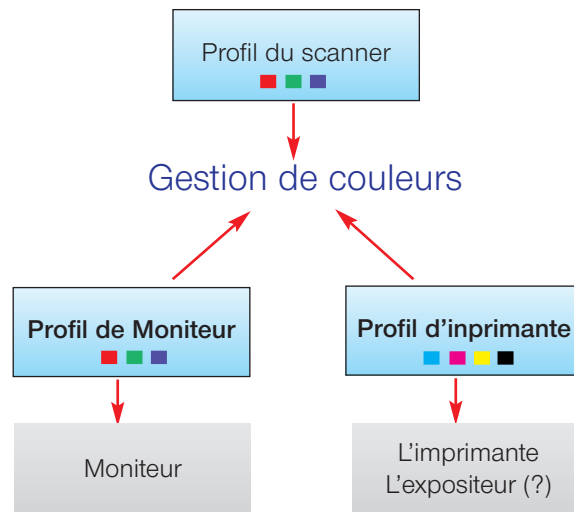 Profil du scanner
Gestion de couleurs
Profil de Moniteur
Profil d'inprimante
Moniteur
L'imprimante
L'expositeur (?)